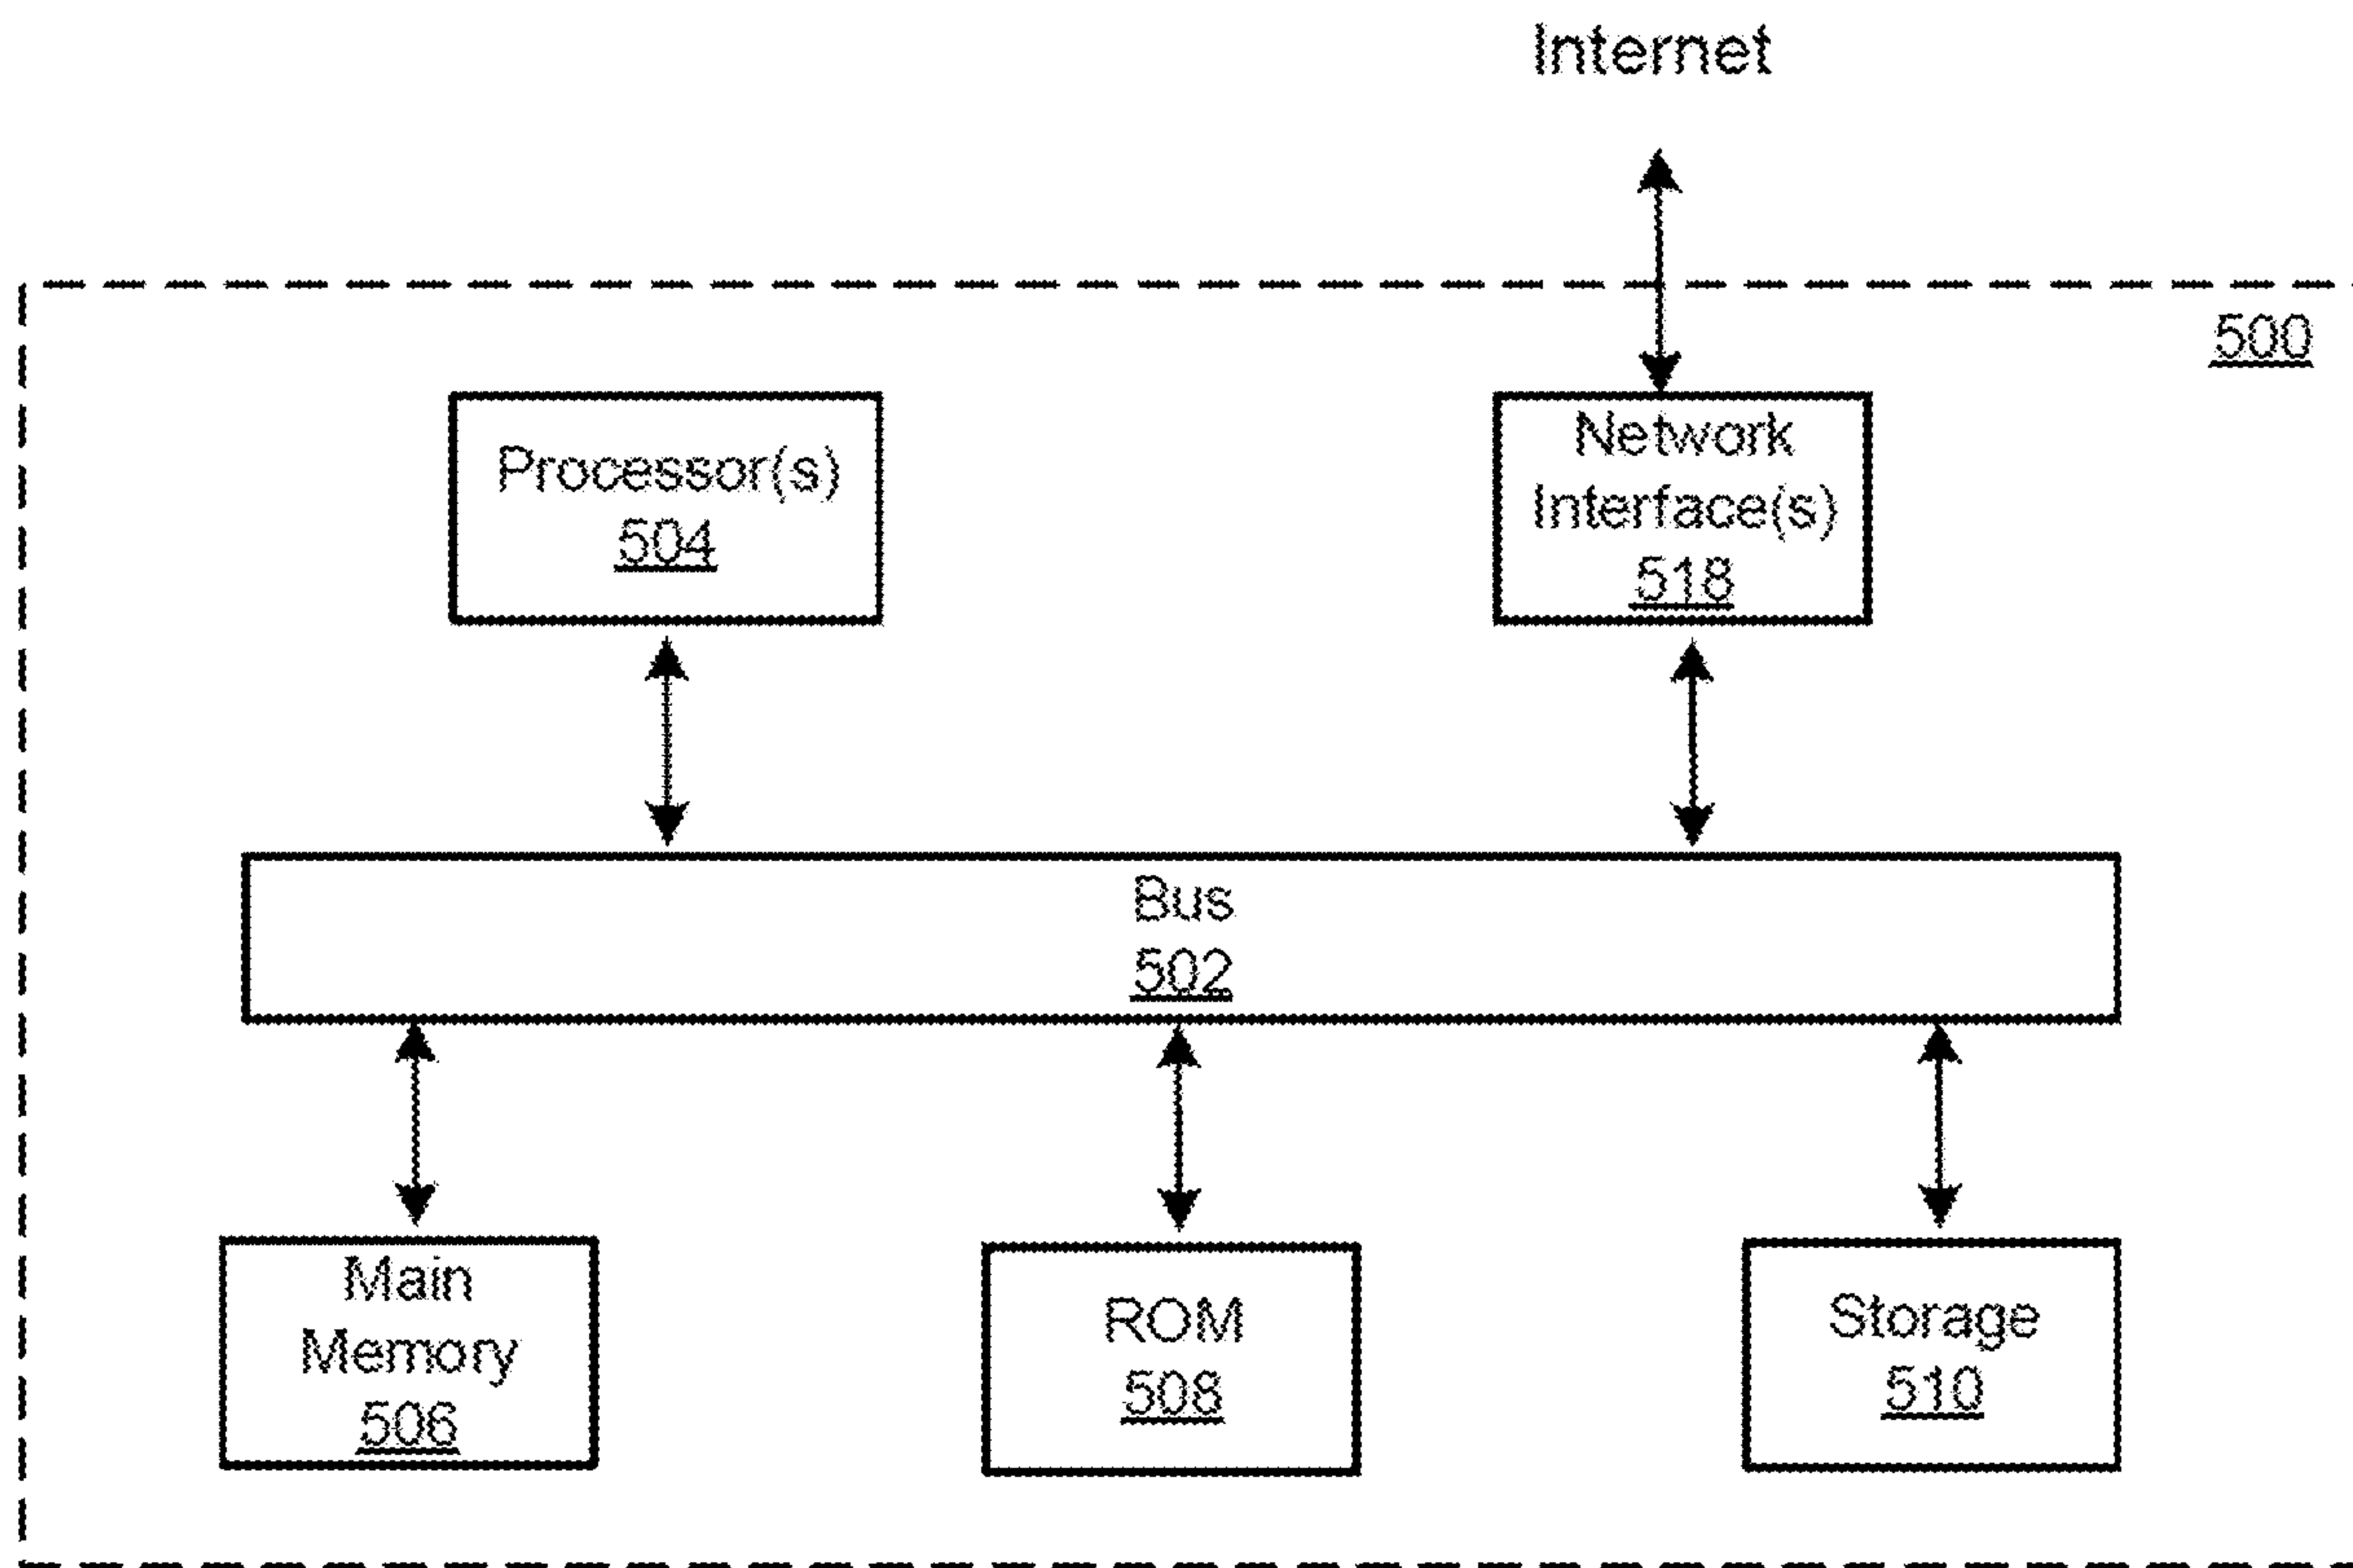 Internet
500
Processor(s)
504
Network
Interface(s)
518
Bus
502
Main
Memory
506
ROM
508
Storage
510